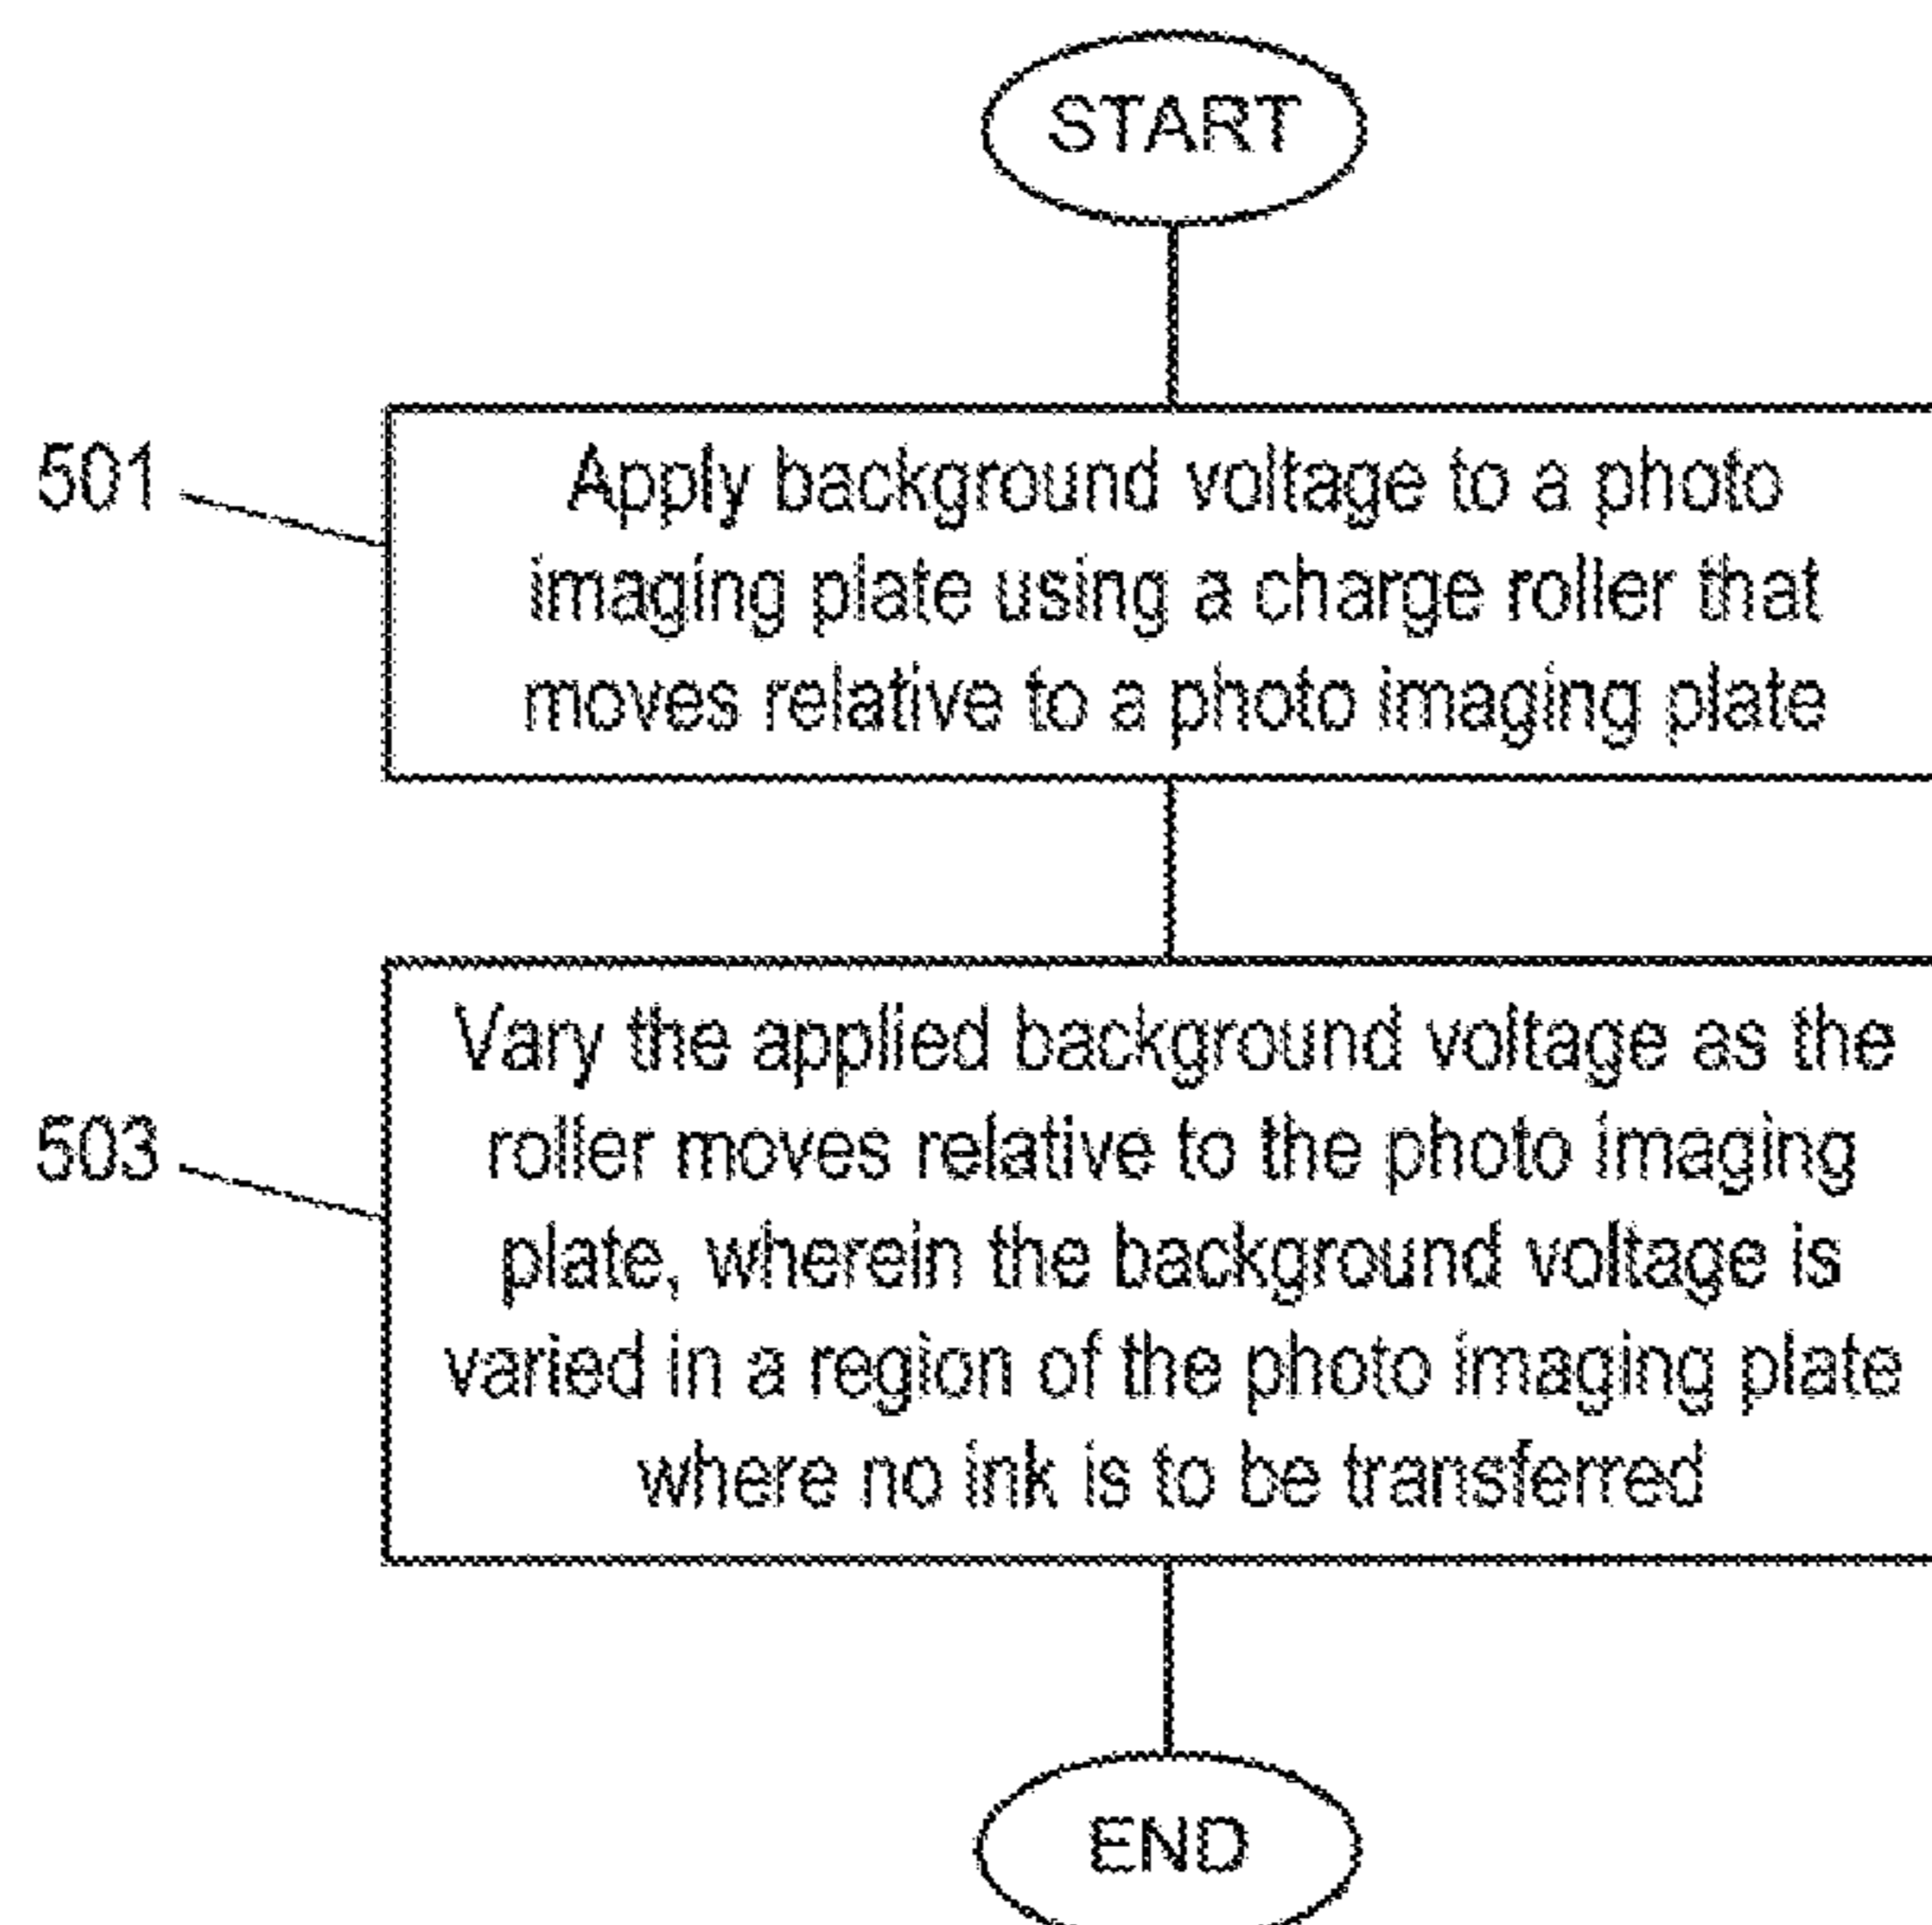 START
501
Apply background voltage to a photo
imaging plate using a charge roller that
moves relative to a photo imaging plate
503
Vary the applied background voltage as the
roller moves relative to the photo imaging
plate, wherein the background voltage is
varied in a region of the photo imaging plate
where no ink is to be transferred
END